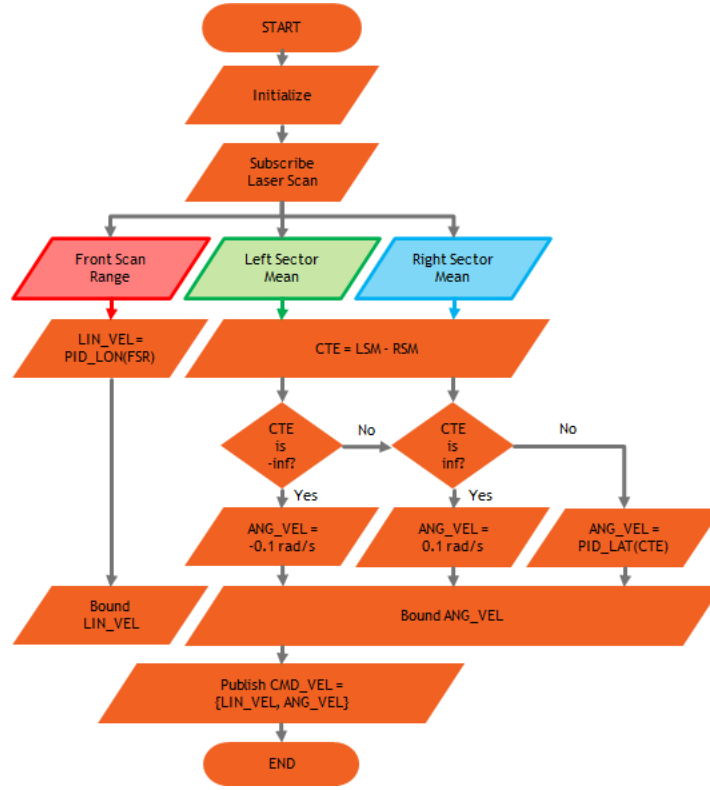 START
Initialize
Subscribe
Laser Scan
Front Scan
Range
Left Sector
Mean
Right Sector
Mean
LIN_VEL =
PID_LON(FSR)
CTE = LSM - RSM
CTE
is
-inf?
No
CTE
is
inf?
No
Yes
Yes
ANG_VEL =
-0.1 rad/s
ANG_VEL =
0.1 rad/s
ANG_VEL =
PID_LAT(CTE)
Bound
LIN_VEL
Bound ANG_VEL
Publish CMD_VEL =
{LIN_VEL, ANG_VEL}
END